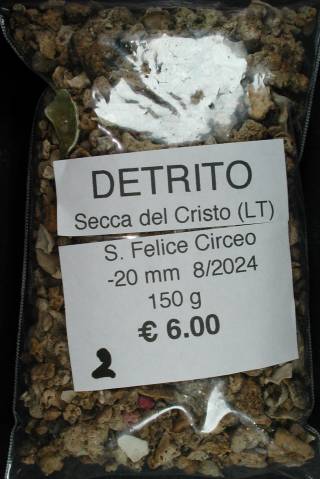 DETRITO
Secca del Cristo (LT)
S. Felice Circeo
-20 mm 8/2024
150 g
€ 6.00
2